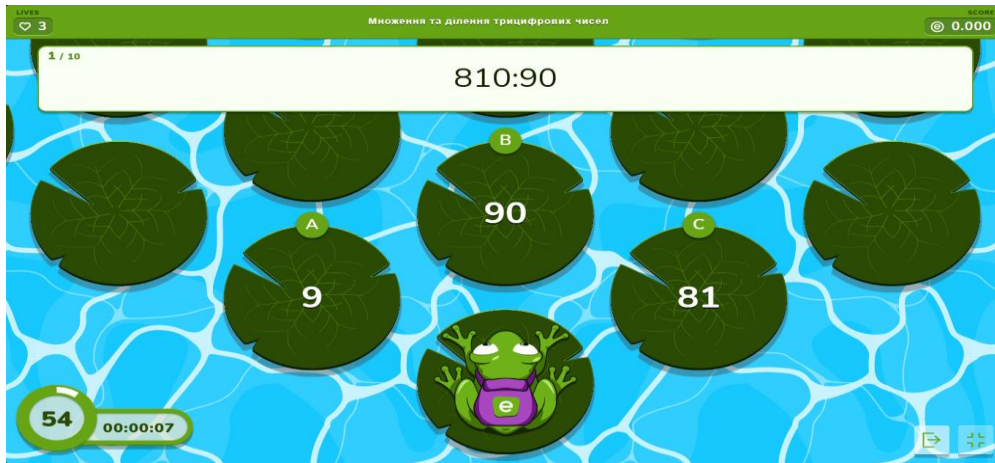 LIVES
3
Множення та ділення трицифрових чисел
SCORE
0.000
1 / 10
810:90
B
90
A
9
C
81
e
54
00:00:07